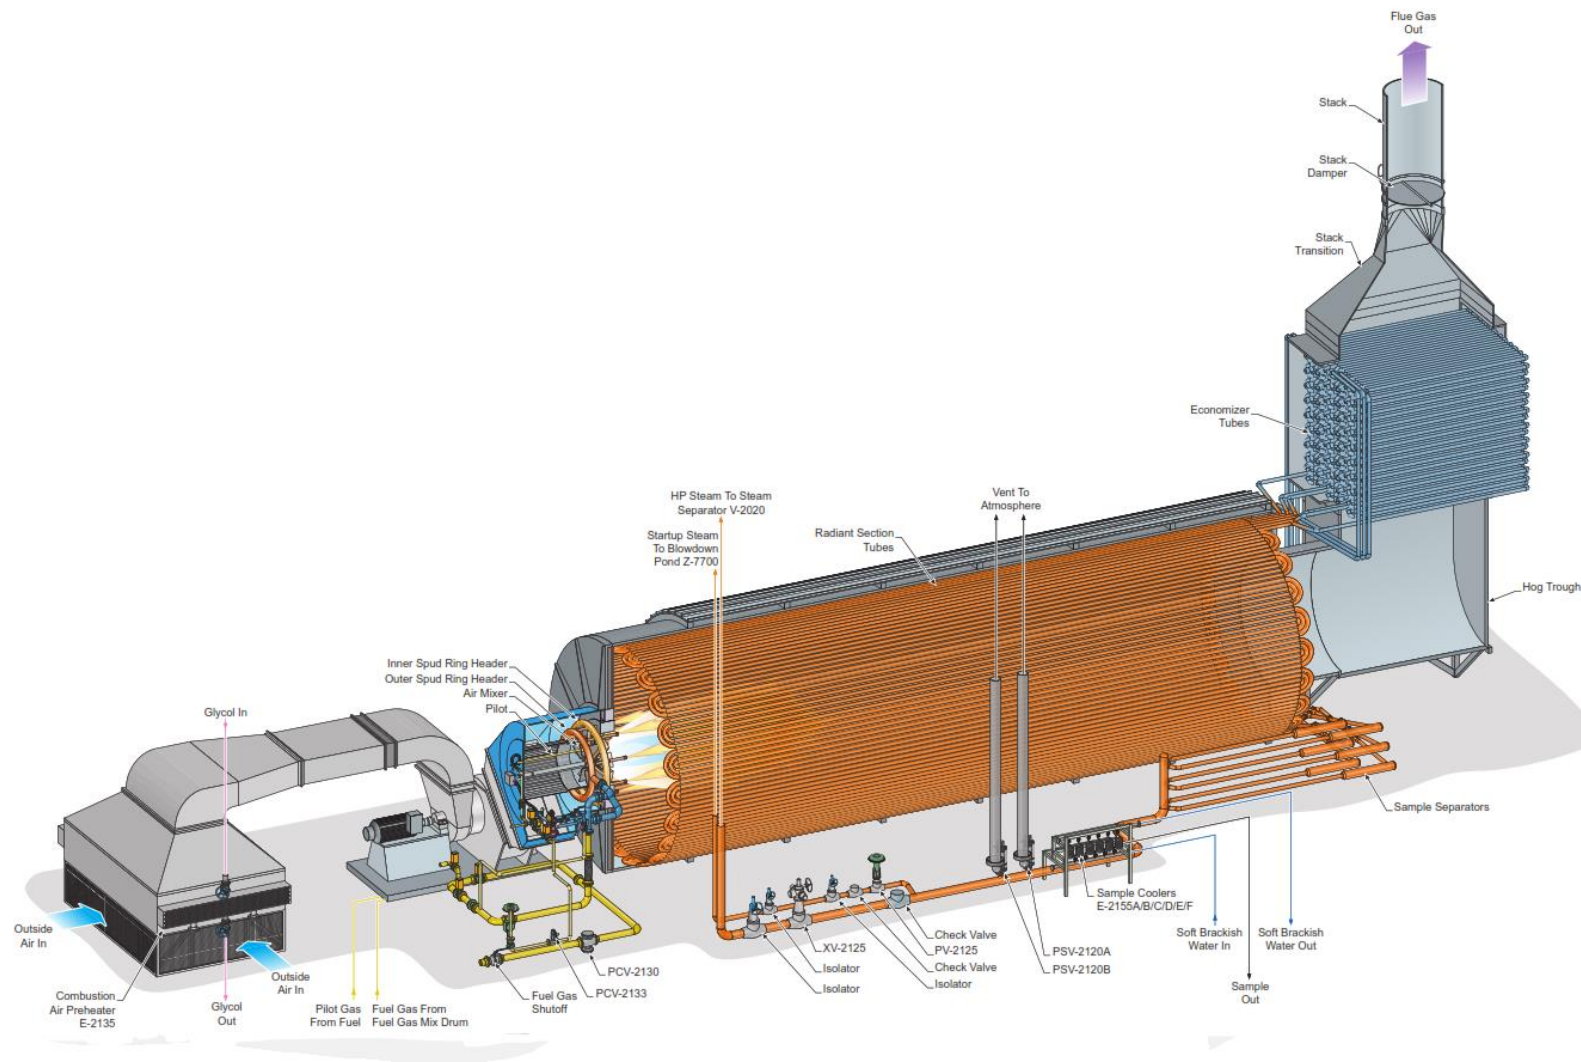 Flue Gas
Out
Stack
Stack
Damper
Stack
Transition
Economizer
Tubes
HP Steam To Steam
Separator V-2020
Vent To
Atmosphere
Startup Steam
To Blowdown
Pond Z-7700
Radiant Section
Tubes
Hog Trough
Inner Spud Ring Header
Outer Spud Ring Header
Air Mixer
Pilot
Glycol In
Sample Separators
Outside
Air In
Outside
Air In
Combustion
Air Preheater
E-2135
Glycol
Out
Pilot Gas
From Fuel
Fuel Gas From
Fuel Gas Mix Drum
Fuel Gas
Shutoff
PCV-2130
PCV-2133
XV-2125
Isolator
Isolator
Check Valve
PV-2125
Check Valve
Isolator
PSV-2120A
PSV-2120B
Sample Coolers
E-2155A/B/C/D/E/F
Soft Brackish
Water In
Soft Brackish
Water Out
Sample
Out